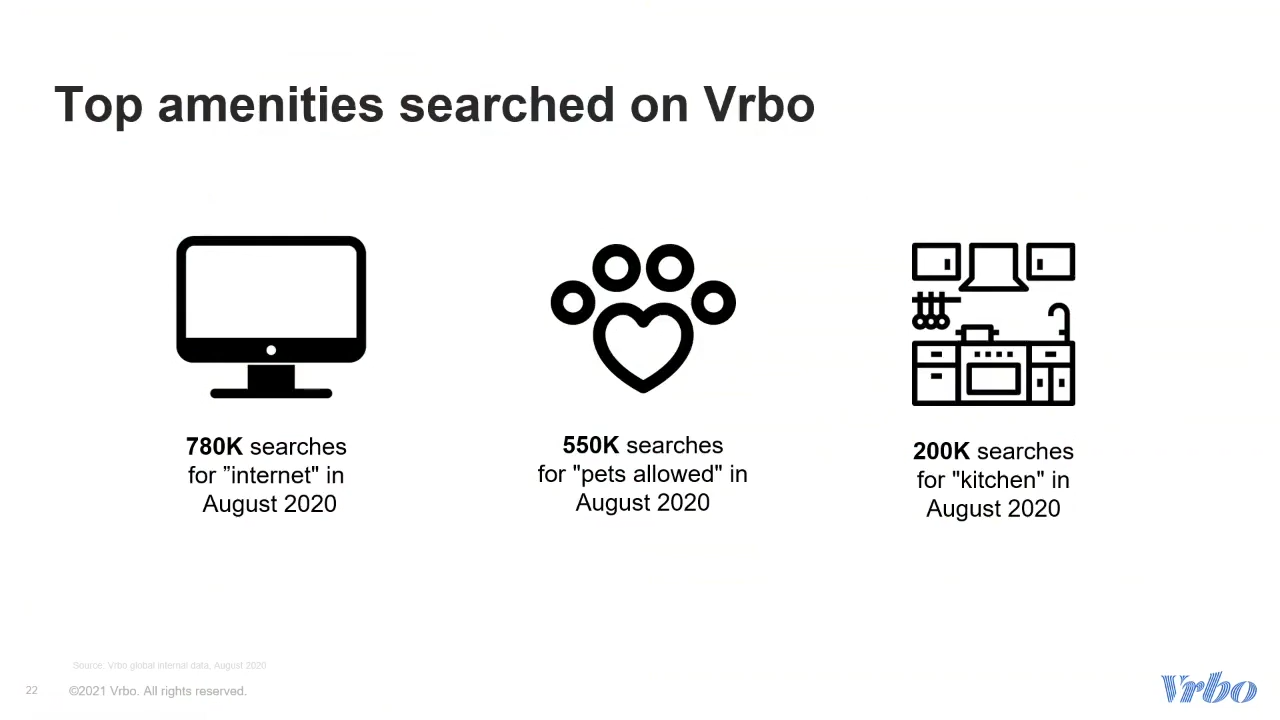 Top amenities searched on Vrbo
780K searches
for ”internet" in
August 2020
550K searches
for "pets allowed" in
August 2020
200K searches
for "kitchen" in
August 2020
Source: Vrbo global internal data, August 2020
22
©2021 Vrbo. All rights reserved.
Vrbo